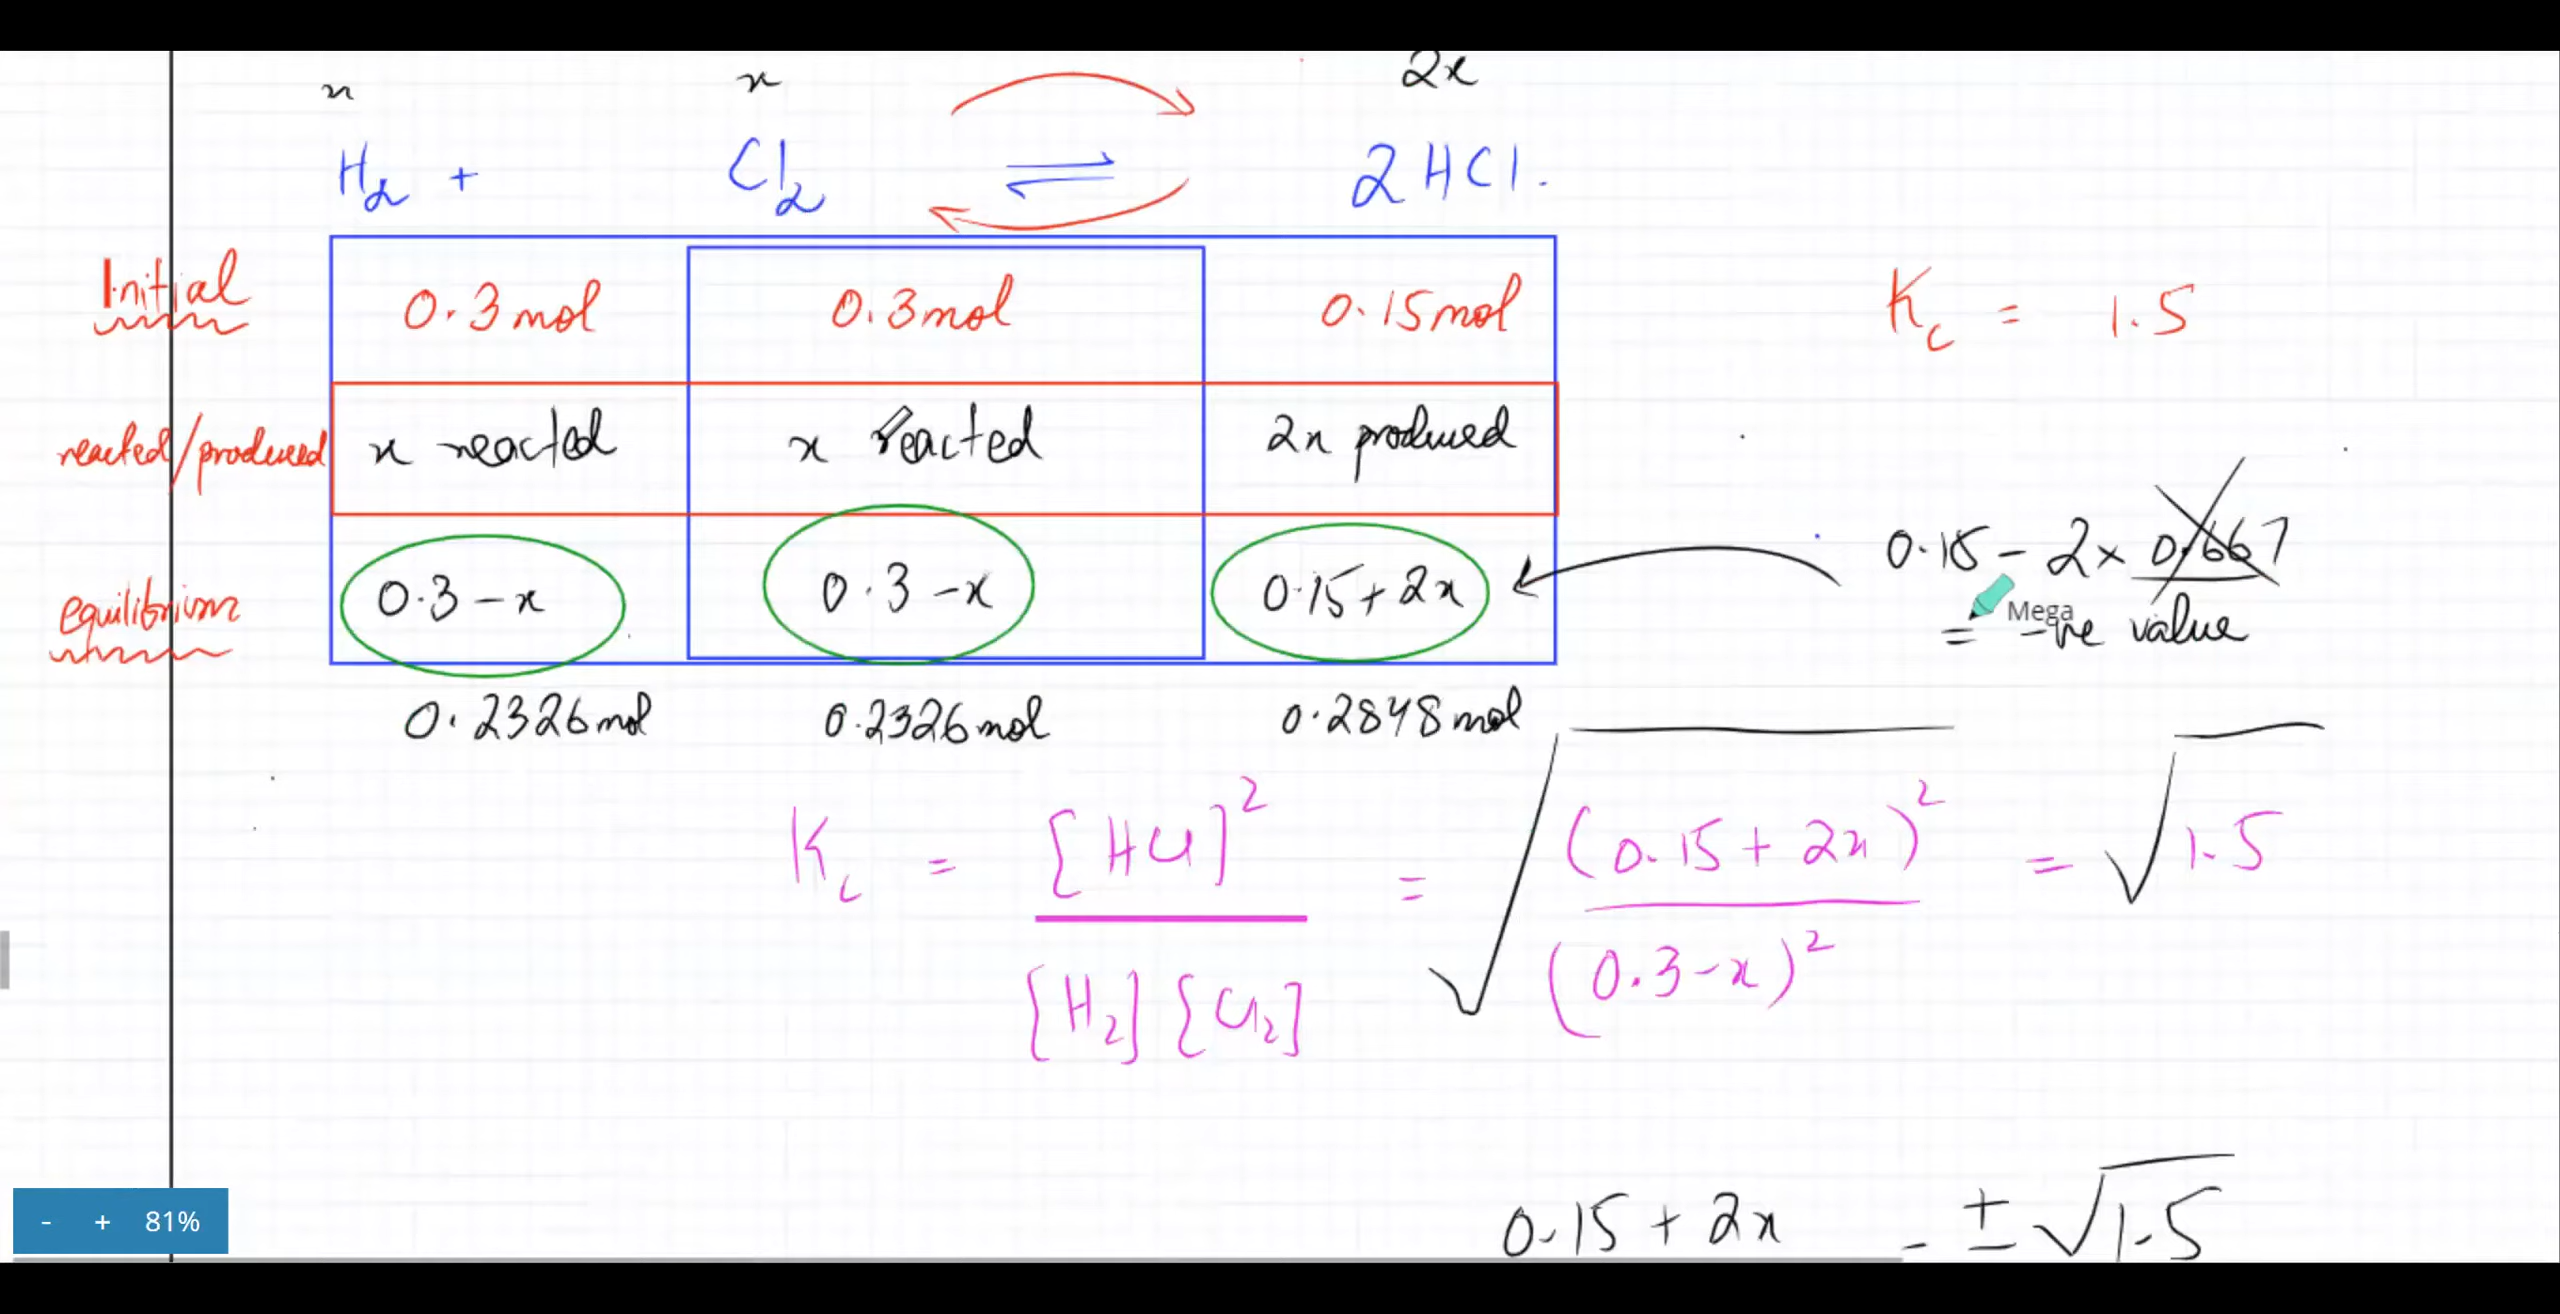 x x 2x
H₂ + Cl₂ ⇌ 2HCl.
Initial 0.3 mol 0.3 mol 0.15 mol K_c = 1.5
reacted/produced x reacted x reacted 2x produced
0.15 - 2x 0.667
equilibrium 0.3 - x 0.3 - x 0.15 + 2x
Mega
= -ve value
0.2326 mol 0.2326 mol 0.2848 mol
K_c = [HCl]² / [H₂][Cl₂] = √((0.15 + 2x)² / (0.3 - x)²) = √1.5
0.15 + 2x = ± √1.5
- + 81%